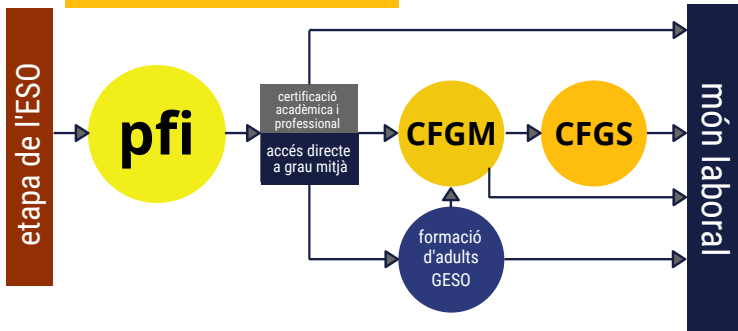 etapa de l'ESO
pfi
certificació
acadèmica i
professional
accés directe
a grau mitjà
CFGM
CFGS
formació
d'adults
GESO
món laboral